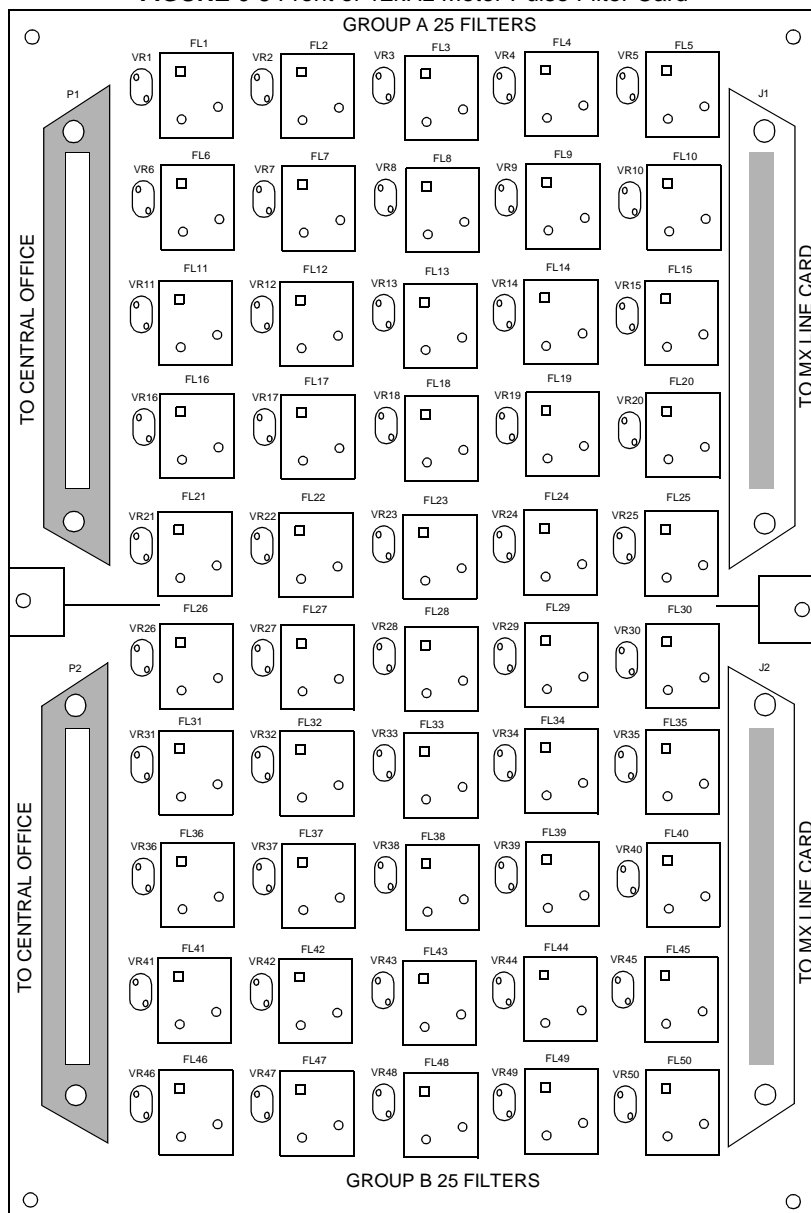 GROUP A 25 FILTERS
FL1 FL2 FL3 FL4 FL5
VR1 VR2 VR3 VR4 VR5
P1 J1
FL6 FL7 FL8 FL9 FL10
VR6 VR7 VR8 VR9 VR10
TO CENTRAL OFFICE
TO MX LINE CARD
FL11 FL12 FL13 FL14 FL15
VR11 VR12 VR13 VR14 VR15
FL16 FL17 FL18 FL19 FL20
VR16 VR17 VR18 VR19 VR20
FL21 FL22 FL23 FL24 FL25
VR21 VR22 VR23 VR24 VR25
FL26 FL27 FL28 FL29 FL30
VR26 VR27 VR28 VR29 VR30
P2 J2
FL31 FL32 FL33 FL34 FL35
VR31 VR32 VR33 VR34 VR35
TO CENTRAL OFFICE
TO MX LINE CARD
FL36 FL37 FL38 FL39 FL40
VR36 VR37 VR38 VR39 VR40
FL41 FL42 FL43 FL44 FL45
VR41 VR42 VR43 VR44 VR45
FL46 FL47 FL48 FL49 FL50
VR46 VR47 VR48 VR49 VR50
GROUP B 25 FILTERS